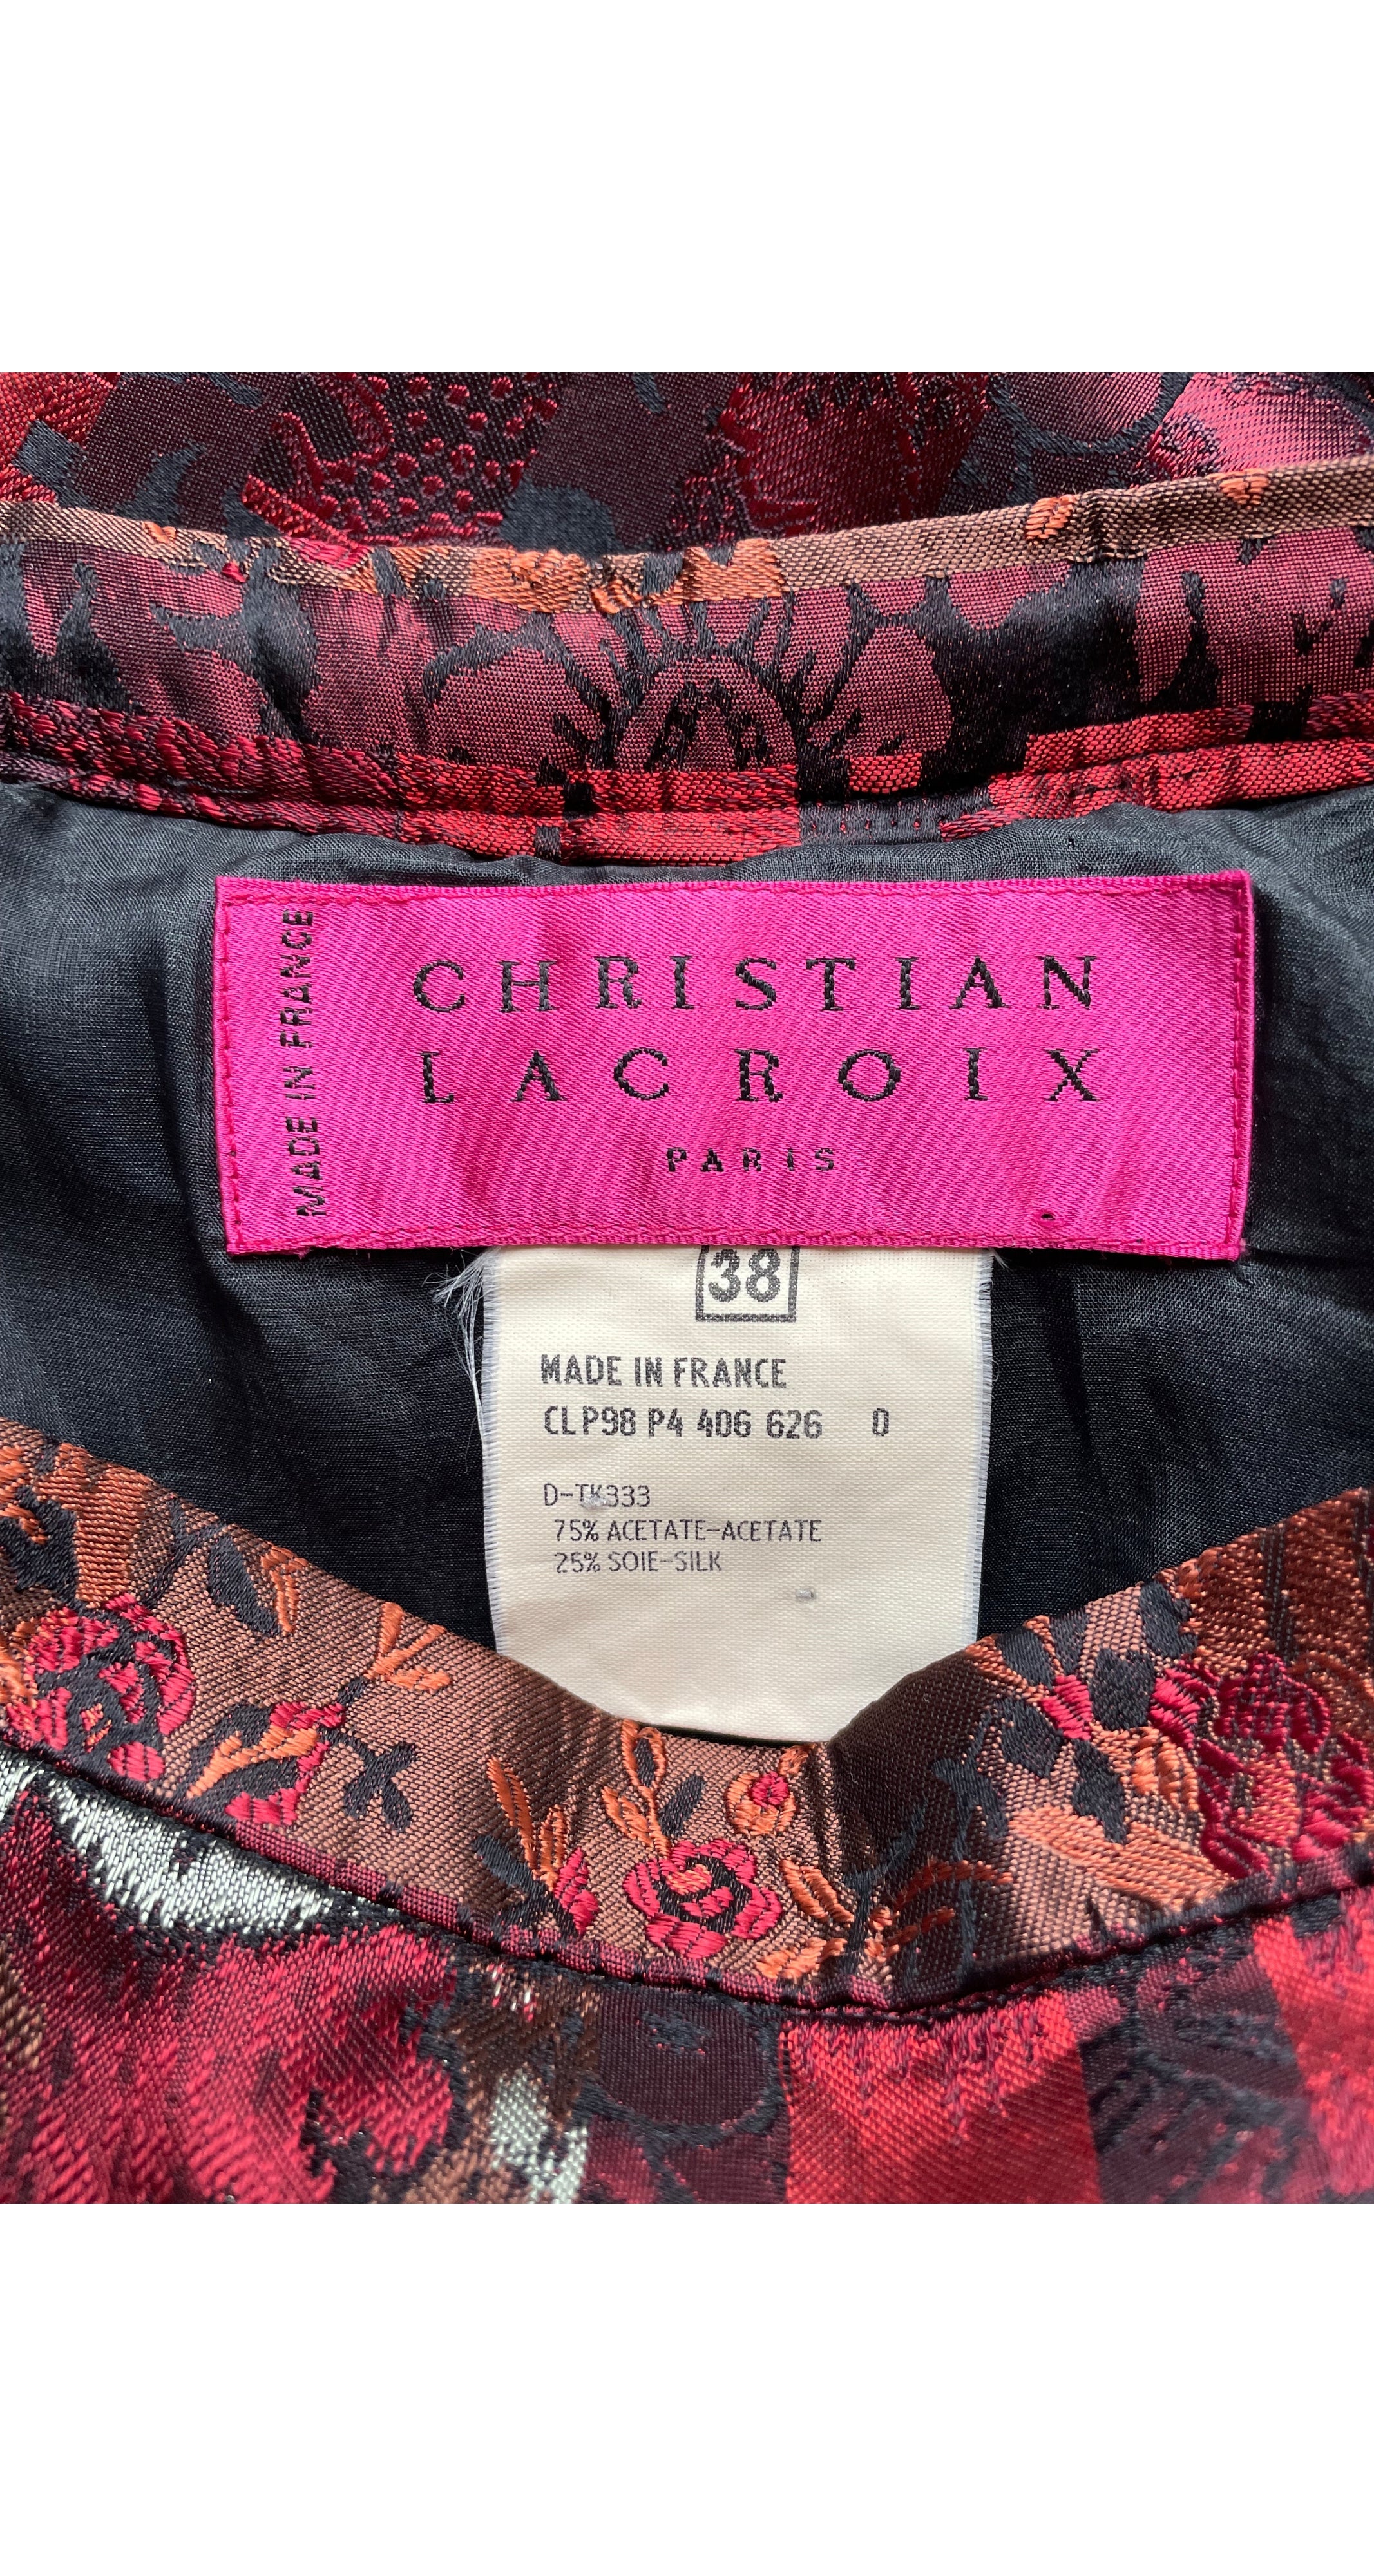 MADE IN FRANCE
CHRISTIAN
LACROIX
PARIS
38
MADE IN FRANCE
CLP98 P4 406 626 0
D-TK333
75% ACETATE-ACETATE
25% SOIE-SILK